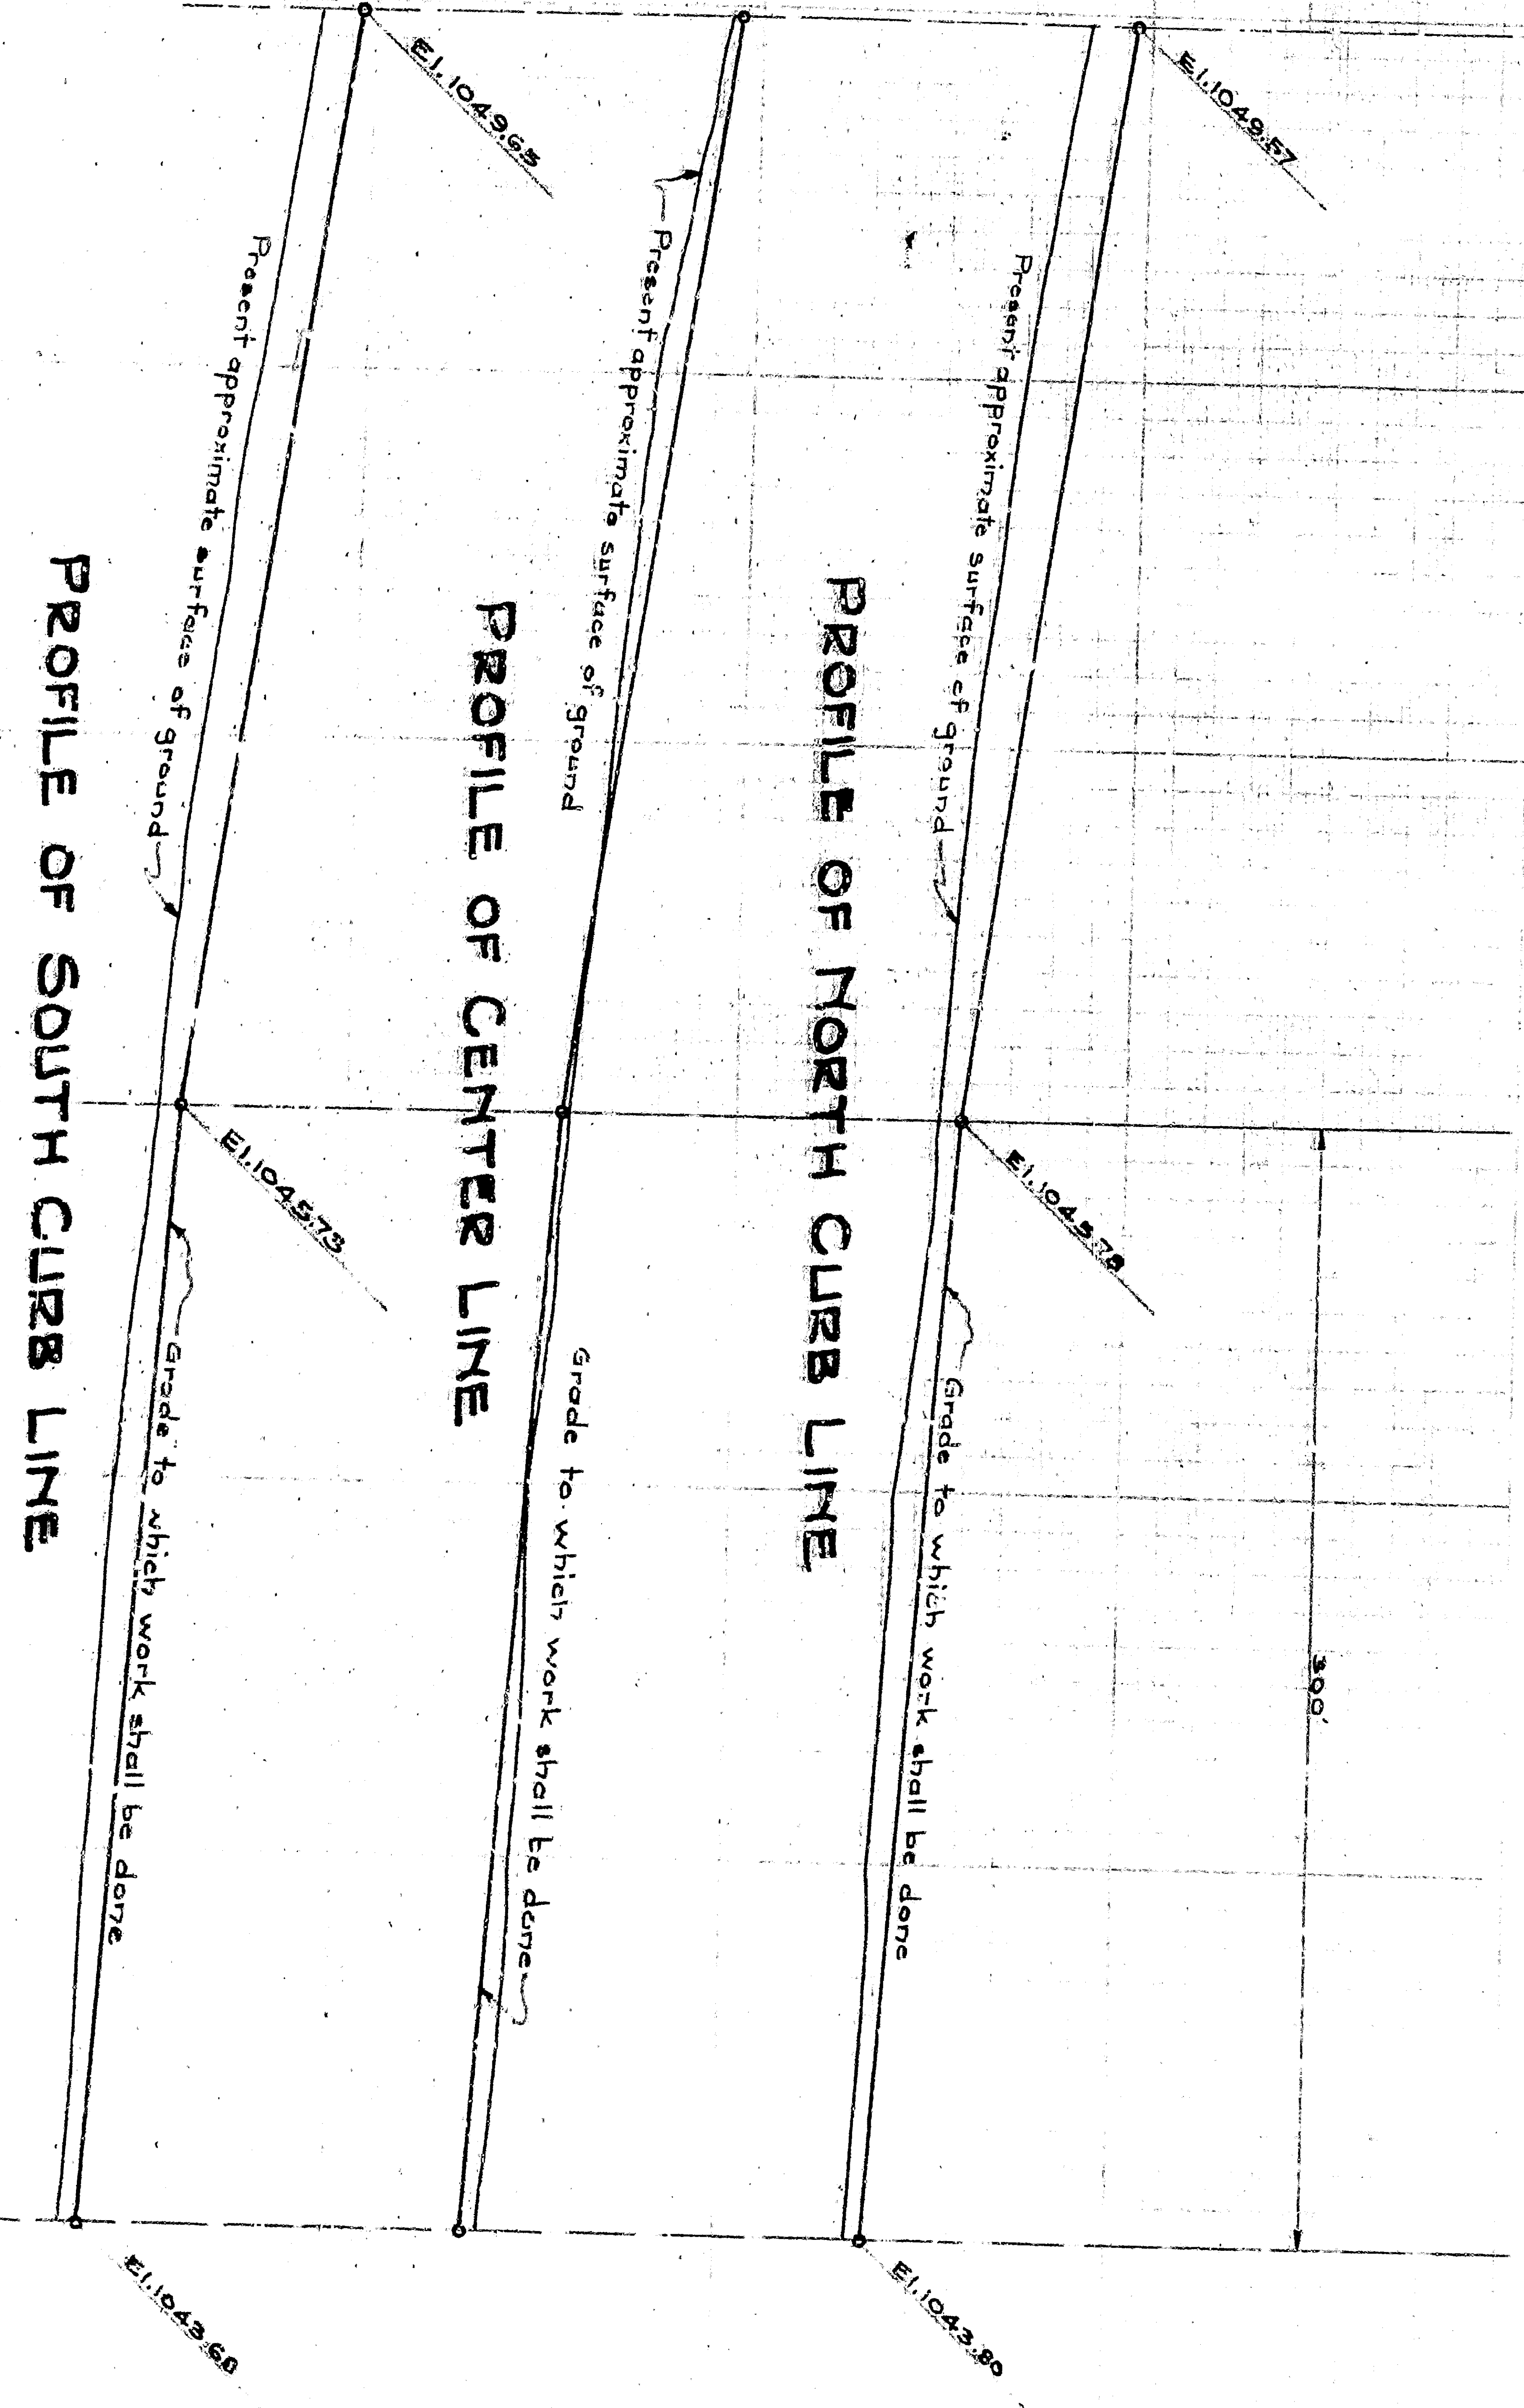 El. 1049.57
Present approximate surface of ground
El. 1045.78
Grade to which work shall be done
300'
El. 1043.80
PROFILE OF NORTH CURB LINE
Present approximate surface of ground
Grade to which work shall be done
PROFILE OF CENTER LINE
El. 1049.65
Present approximate surface of ground
El. 1045.73
Grade to which work shall be done
El. 1043.60
PROFILE OF SOUTH CURB LINE